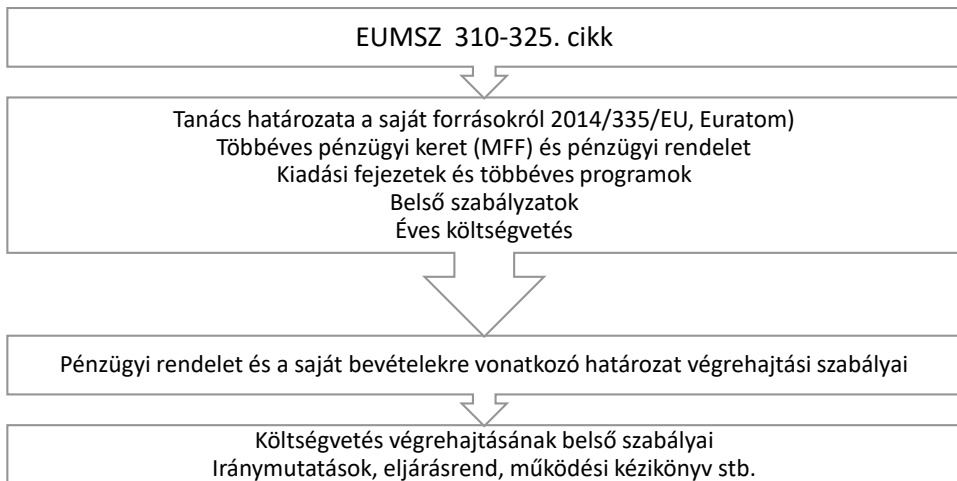 EUMSZ 310-325. cikk
Tanács határozata a saját forrásokról 2014/335/EU, Euratom)
Többéves pénzügyi keret (MFF) és pénzügyi rendelet
Kiadási fejezetek és többéves programok
Belső szabályzatok
Éves költségvetés
Pénzügyi rendelet és a saját bevételekre vonatkozó határozat végrehajtási szabályai
Költségvetés végrehajtásának belső szabályai
Iránymutatások, eljárásrend, működési kézikönyv stb.